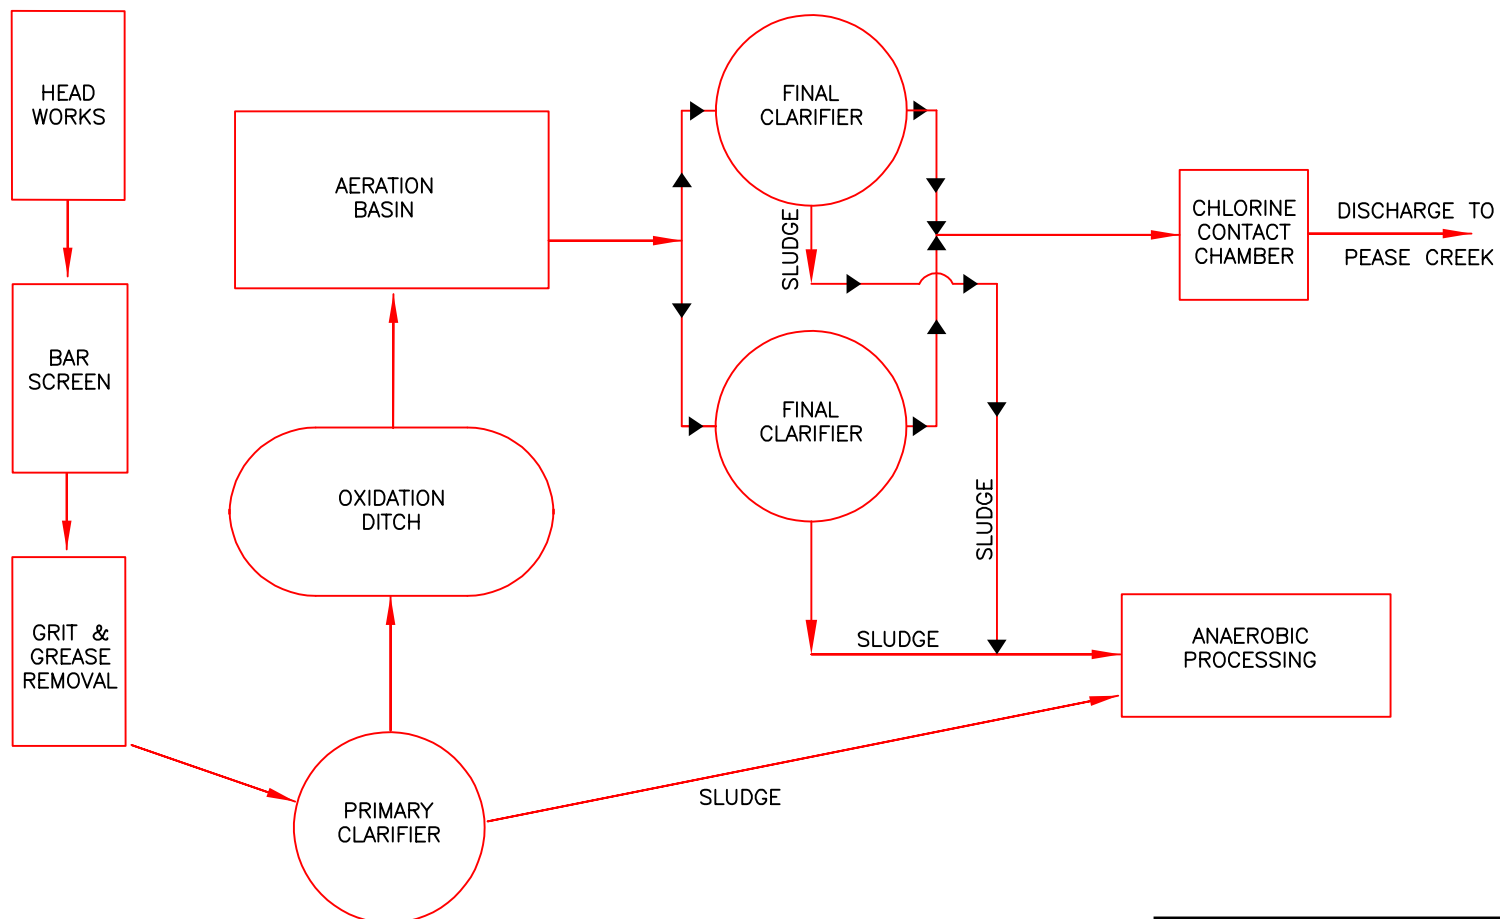 HEAD
WORKS
BAR
SCREEN
GRIT &
GREASE
REMOVAL
PRIMARY
CLARIFIER
OXIDATION
DITCH
AERATION
BASIN
FINAL
CLARIFIER
SLUDGE
FINAL
CLARIFIER
SLUDGE
SLUDGE
SLUDGE
CHLORINE
CONTACT
CHAMBER
DISCHARGE TO
PEASE CREEK
ANAEROBIC
PROCESSING